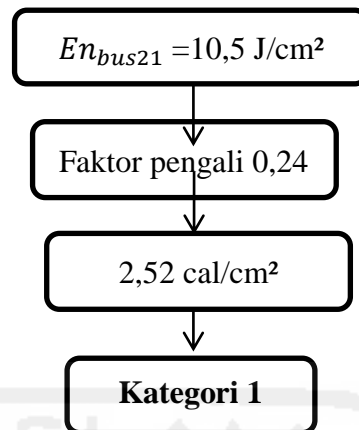 En_bus21 =10,5 J/cm²
Faktor pengali 0,24
2,52 cal/cm²
Kategori 1